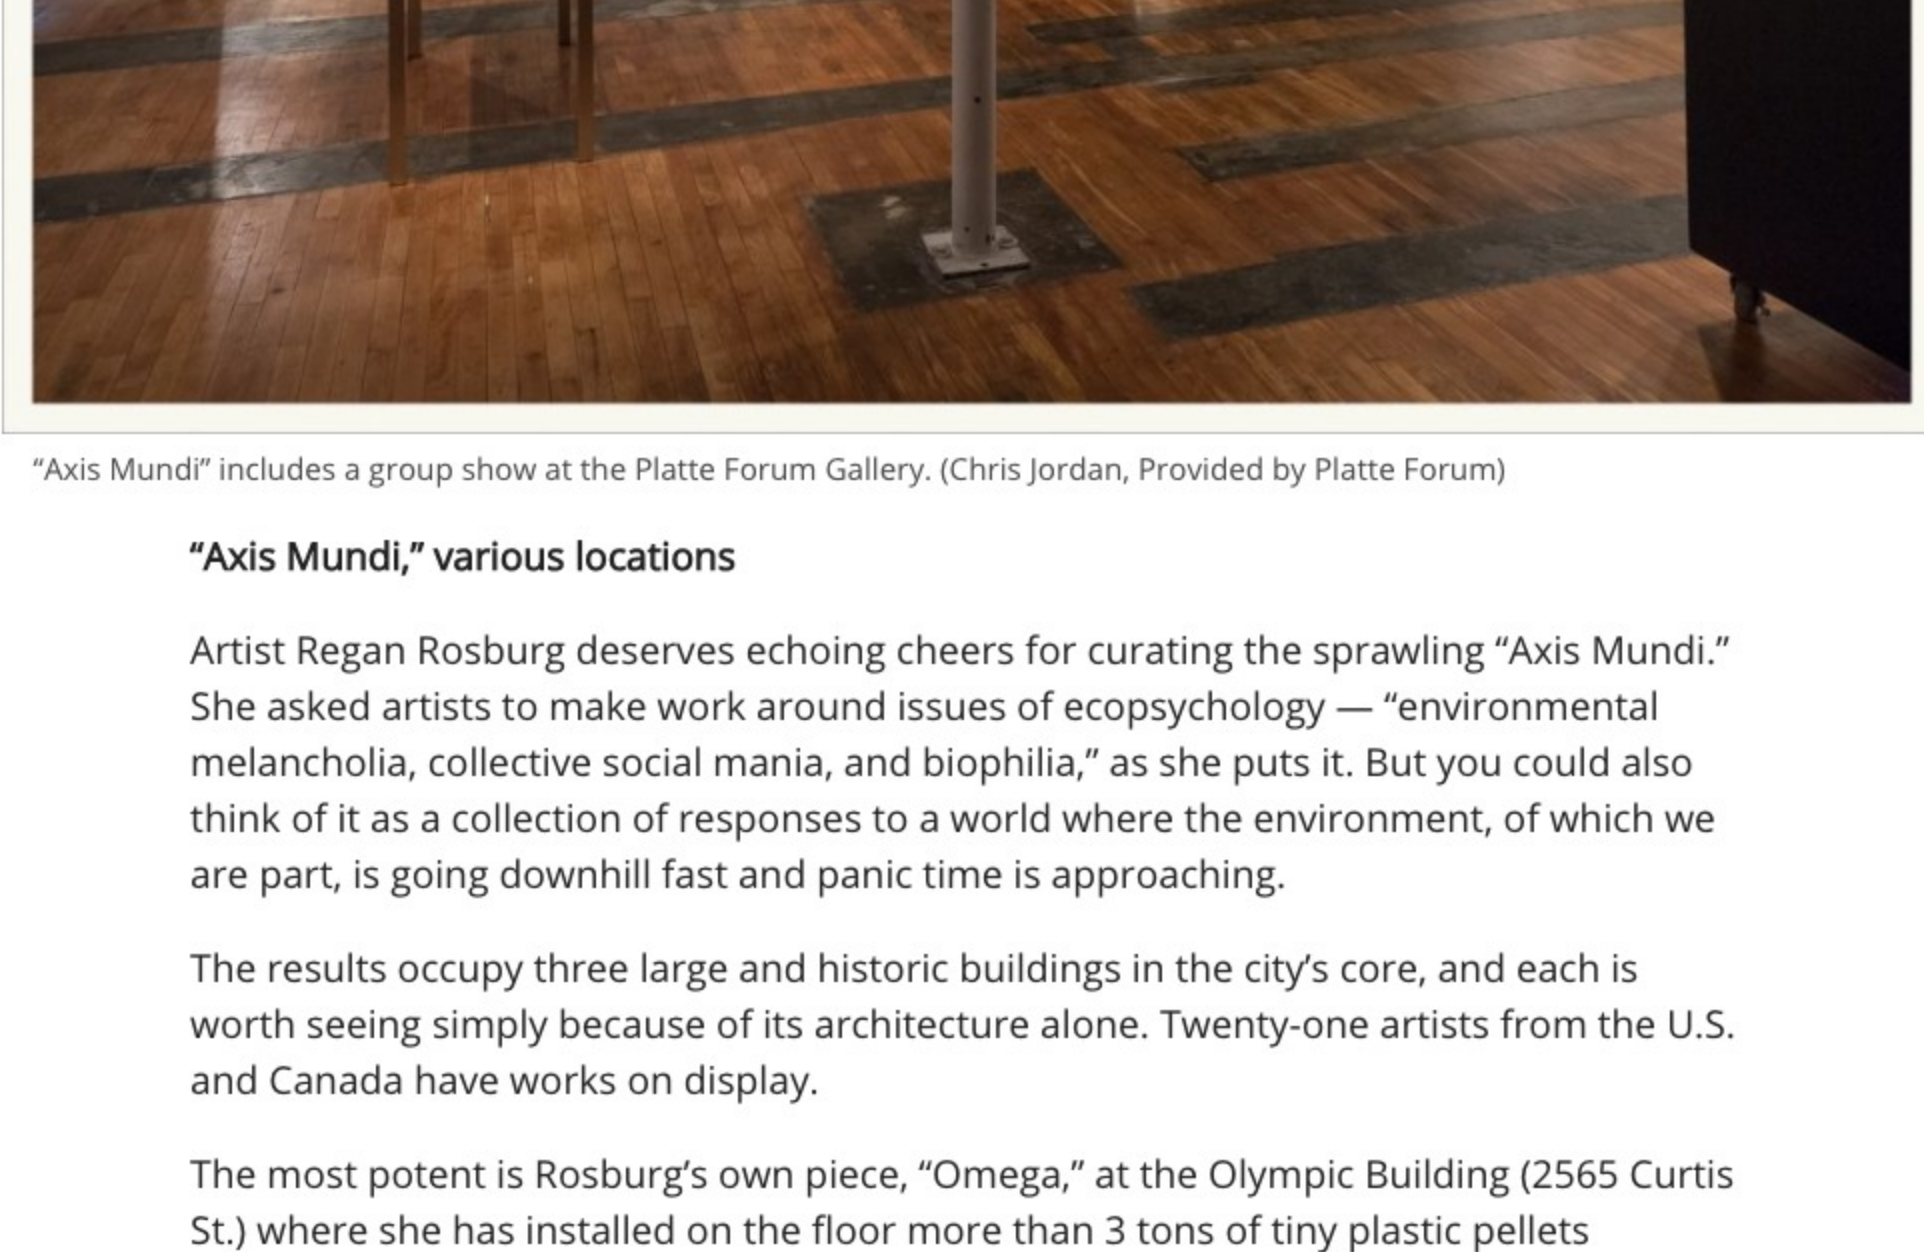 “Axis Mundi” includes a group show at the Platte Forum Gallery. (Chris Jordan, Provided by Platte Forum)
“Axis Mundi,” various locations
Artist Regan Rosburg deserves echoing cheers for curating the sprawling “Axis Mundi.”
She asked artists to make work around issues of ecopsychology — “environmental
melancholia, collective social mania, and biophilia,” as she puts it. But you could also
think of it as a collection of responses to a world where the environment, of which we
are part, is going downhill fast and panic time is approaching.
The results occupy three large and historic buildings in the city’s core, and each is
worth seeing simply because of its architecture alone. Twenty-one artists from the U.S.
and Canada have works on display.
The most potent is Rosburg’s own piece, “Omega,” at the Olympic Building (2565 Curtis
St.) where she has installed on the floor more than 3 tons of tiny plastic pellets